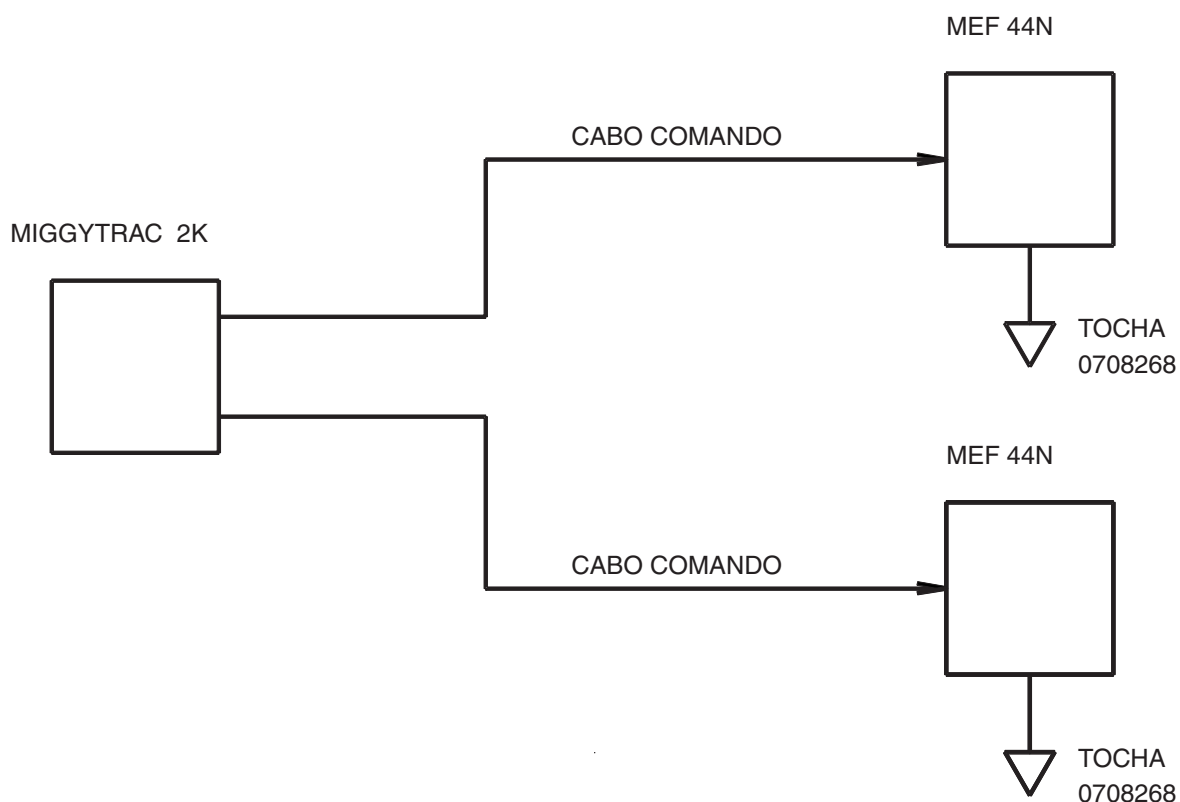 MEF 44N
CABO COMANDO
MIGGYTRAC 2K
TOCHA
0708268
MEF 44N
CABO COMANDO
TOCHA
0708268